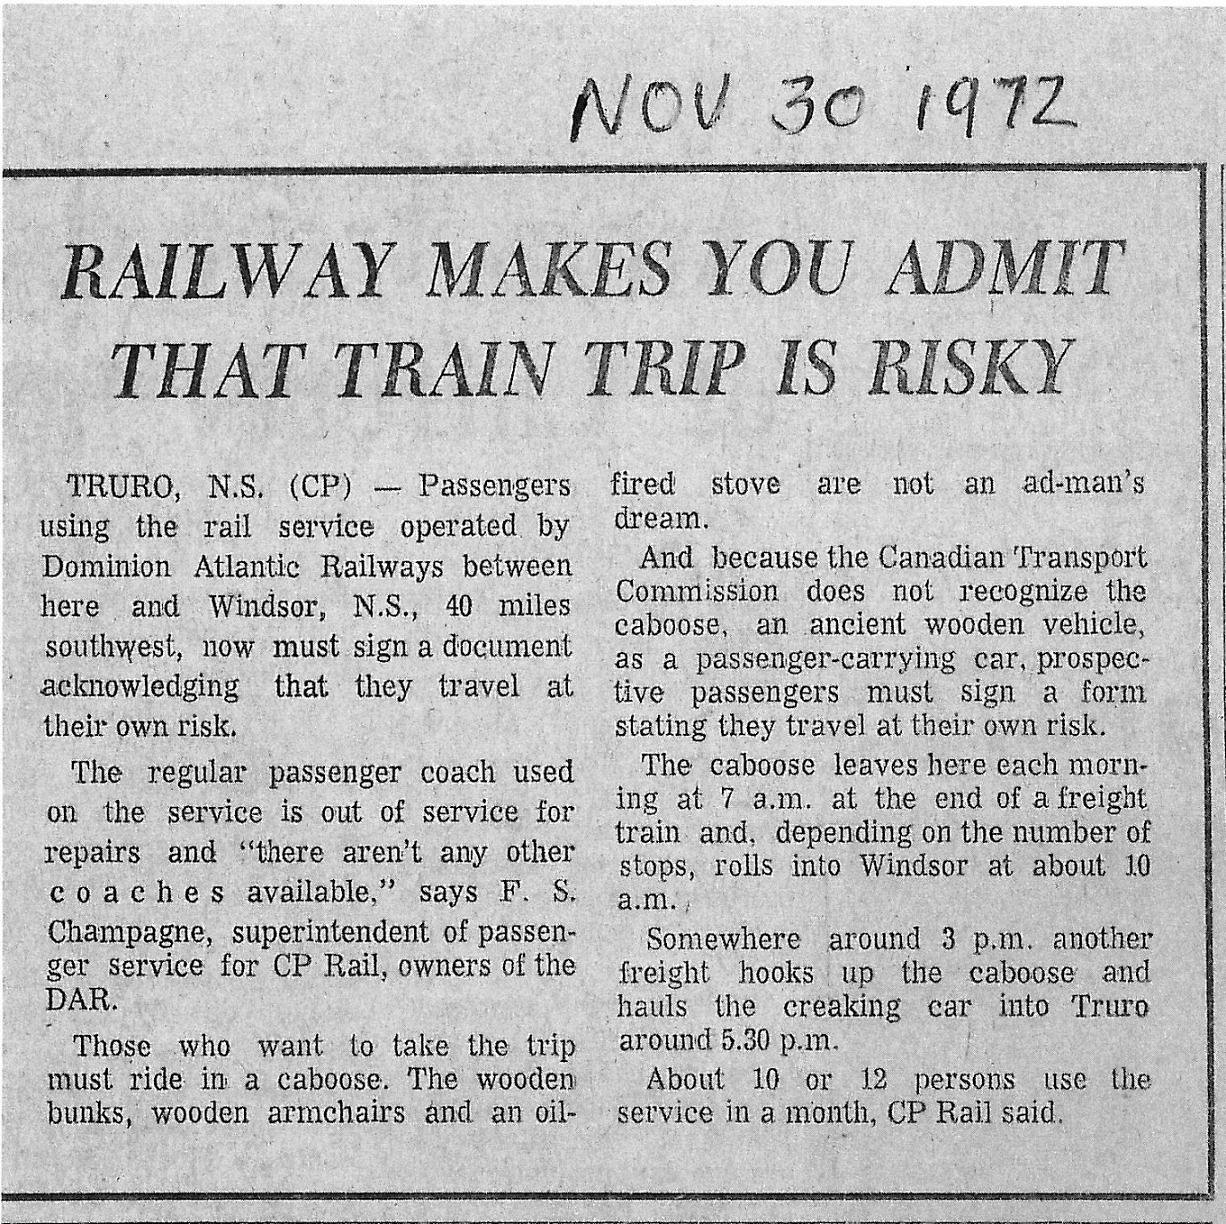 NOV 30 1972
RAILWAY MAKES YOU ADMIT
THAT TRAIN TRIP IS RISKY
TRURO, N.S. (CP) — Passengers
using the rail service operated by
Dominion Atlantic Railways between
here and Windsor, N.S., 40 miles
southwest, now must sign a document
acknowledging that they travel at
their own risk.
The regular passenger coach used
on the service is out of service for
repairs and "there aren't any other
coaches available," says F. S.
Champagne, superintendent of passen-
ger service for CP Rail, owners of the
DAR.
Those who want to take the trip
must ride in a caboose. The wooden
bunks, wooden armchairs and an oil-
fired stove are not an ad-man's
dream.
And because the Canadian Transport
Commission does not recognize the
caboose, an ancient wooden vehicle,
as a passenger-carrying car, prospec-
tive passengers must sign a form
stating they travel at their own risk.
The caboose leaves here each morn-
ing at 7 a.m. at the end of a freight
train and, depending on the number of
stops, rolls into Windsor at about 10
a.m.
Somewhere around 3 p.m. another
freight hooks up the caboose and
hauls the creaking car into Truro
around 5.30 p.m.
About 10 or 12 persons use the
service in a month, CP Rail said.